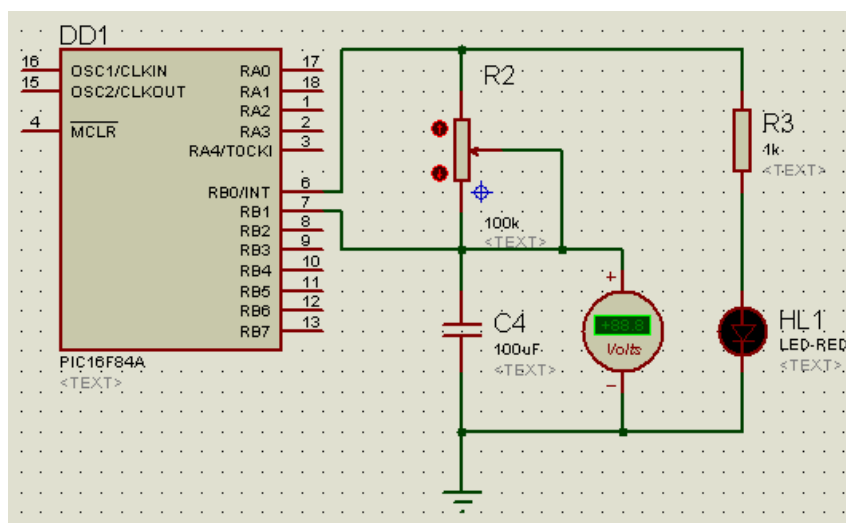 DD1
16 OSC1/CLKIN RA0 17
15 OSC2/CLKOUT RA1 18
RA2 1
4 MCLR RA3 2
RA4/T0CKI 3
RB0/INT 6
RB1 7
RB2 8
RB3 9
RB4 10
RB5 11
RB6 12
RB7 13
PIC16F84A
<TEXT>
R2
100k
<TEXT>
R3
1k
<TEXT>
C4
100uF
<TEXT>
+
+88.8
Volts
−
HL1
LED-RED
<TEXT>